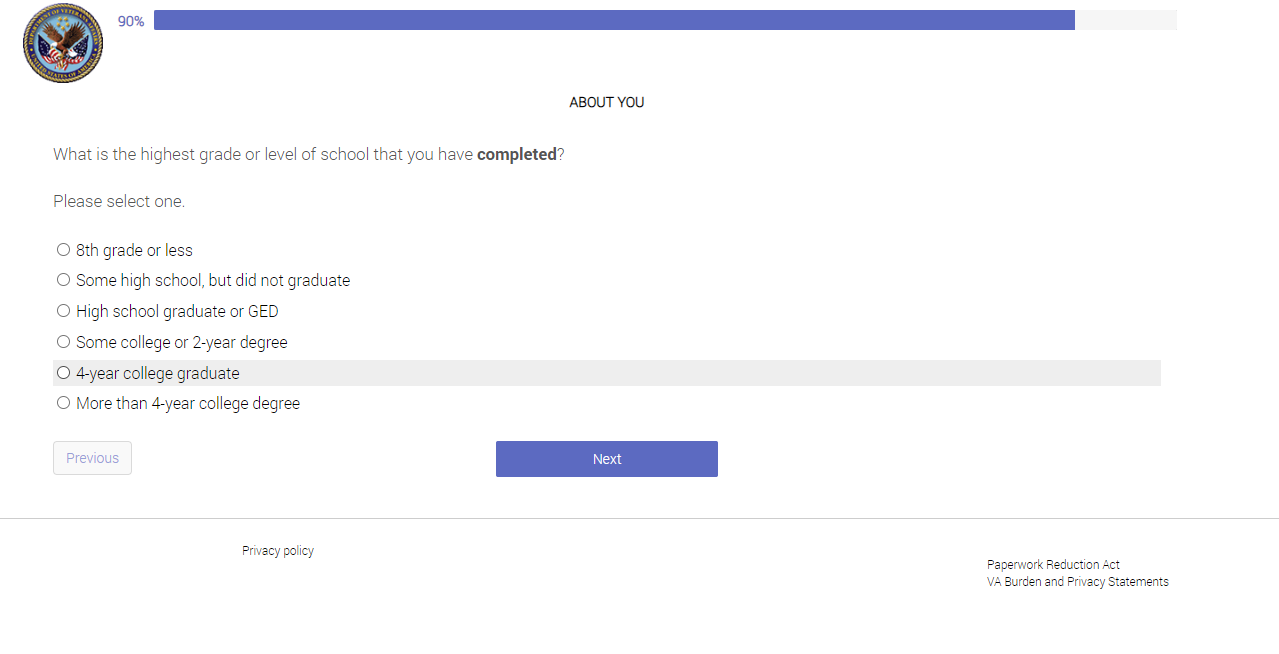 90%
ABOUT YOU
What is the highest grade or level of school that you have completed?
Please select one.
8th grade or less
Some high school, but did not graduate
High school graduate or GED
Some college or 2-year degree
4-year college graduate
More than 4-year college degree
Previous
Next
Privacy policy
Paperwork Reduction Act
VA Burden and Privacy Statements